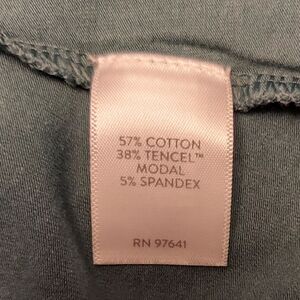 57% COTTON
38% TENCEL™
MODAL
5% SPANDEX
RN 97641